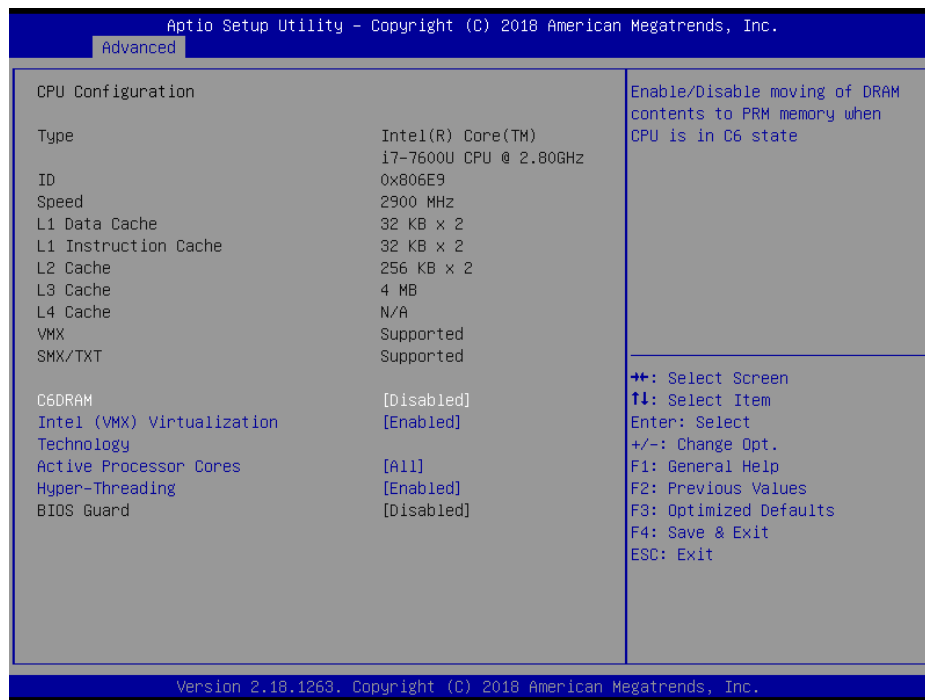 Aptio Setup Utility – Copyright (C) 2018 American Megatrends, Inc.
Advanced
CPU Configuration
Type Intel(R) Core(TM)
i7-7600U CPU @ 2.80GHz
ID 0x806E9
Speed 2900 MHz
L1 Data Cache 32 KB x 2
L1 Instruction Cache 32 KB x 2
L2 Cache 256 KB x 2
L3 Cache 4 MB
L4 Cache N/A
VMX Supported
SMX/TXT Supported
C6DRAM [Disabled]
Intel (VMX) Virtualization [Enabled]
Technology
Active Processor Cores [All]
Hyper-Threading [Enabled]
BIOS Guard [Disabled]
Enable/Disable moving of DRAM
contents to PRM memory when
CPU is in C6 state
→←: Select Screen
↑↓: Select Item
Enter: Select
+/-: Change Opt.
F1: General Help
F2: Previous Values
F3: Optimized Defaults
F4: Save & Exit
ESC: Exit
Version 2.18.1263. Copyright (C) 2018 American Megatrends, Inc.